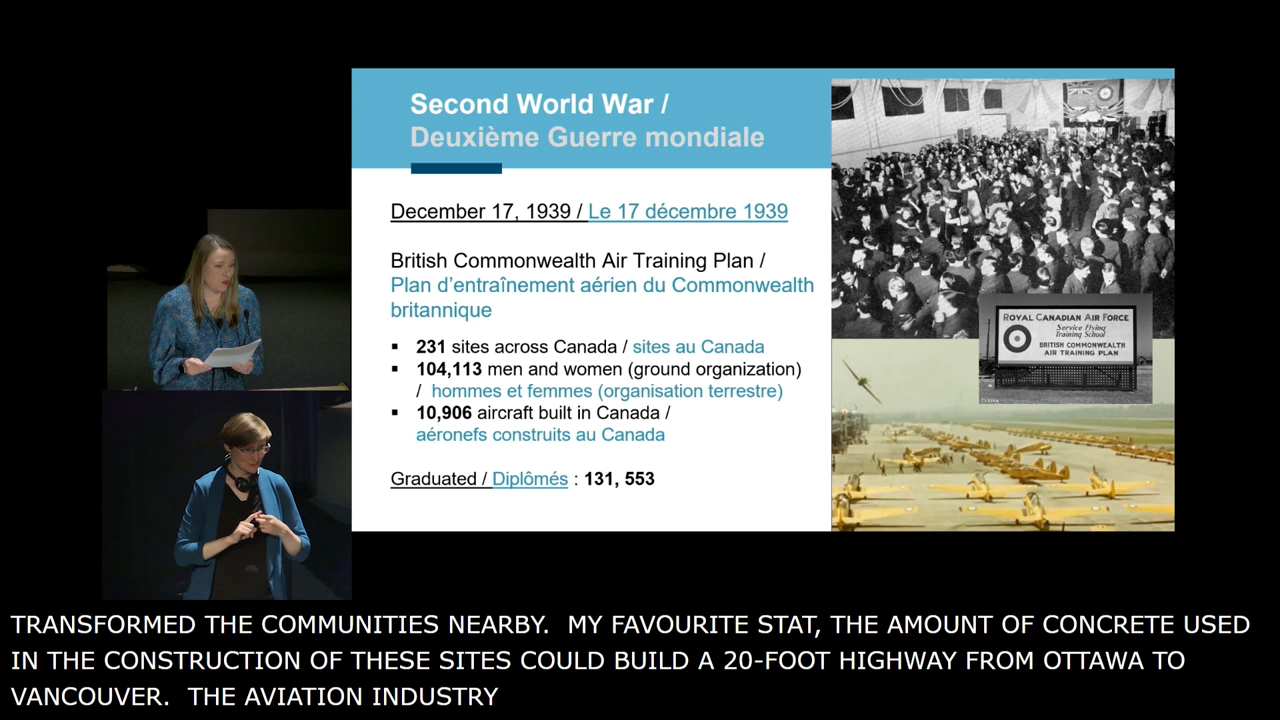 Second World War /
Deuxième Guerre mondiale
December 17, 1939 / Le 17 décembre 1939
British Commonwealth Air Training Plan /
Plan d'entraînement aérien du Commonwealth
britannique
▪ 231 sites across Canada / sites au Canada
▪ 104,113 men and women (ground organization)
/ hommes et femmes (organisation terrestre)
▪ 10,906 aircraft built in Canada /
aéronefs construits au Canada
Graduated / Diplômés : 131, 553
ROYAL CANADIAN AIR FORCE
Service Flying
Training School
BRITISH COMMONWEALTH
AIR TRAINING PLAN
TRANSFORMED THE COMMUNITIES NEARBY. MY FAVOURITE STAT, THE AMOUNT OF CONCRETE USED
IN THE CONSTRUCTION OF THESE SITES COULD BUILD A 20-FOOT HIGHWAY FROM OTTAWA TO
VANCOUVER. THE AVIATION INDUSTRY